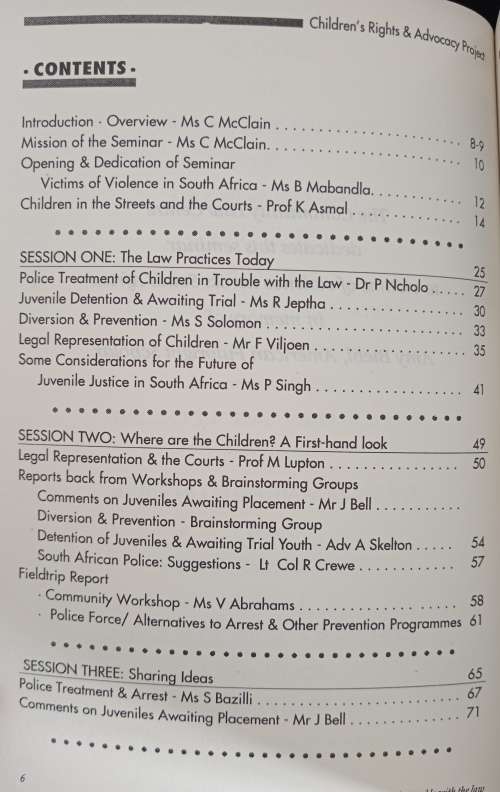 Children's Rights & Advocacy Project
· CONTENTS ·
Introduction - Overview - Ms C McClain . . . . . . . . . . . . . . . . . . . . . . 8-9
Mission of the Seminar - Ms C McClain. . . . . . . . . . . . . . . . . . . . . . 10
Opening & Dedication of Seminar
Victims of Violence in South Africa - Ms B Mabandla. . . . . . . . . . . 12
Children in the Streets and the Courts - Prof K Asmal . . . . . . . . . . . . 14
SESSION ONE: The Law Practices Today 25
Police Treatment of Children in Trouble with the Law - Dr P Ncholo . . . . . 27
Juvenile Detention & Awaiting Trial - Ms R Jeptha . . . . . . . . . . . . . . . . 30
Diversion & Prevention - Ms S Solomon . . . . . . . . . . . . . . . . . . . . . . 33
Legal Representation of Children - Mr F Viljoen . . . . . . . . . . . . . . . . . 35
Some Considerations for the Future of
Juvenile Justice in South Africa - Ms P Singh . . . . . . . . . . . . . . . . . . 41
SESSION TWO: Where are the Children? A First-hand look 49
Legal Representation & the Courts - Prof M Lupton . . . . . . . . . . . . . . . 50
Reports back from Workshops & Brainstorming Groups
Comments on Juveniles Awaiting Placement - Mr J Bell . . . . . . . . . . .
Diversion & Prevention - Brainstorming Group
Detention of Juveniles & Awaiting Trial Youth - Adv A Skelton . . . . . 54
South African Police: Suggestions - Lt Col R Crewe . . . . . . . . . . . . 57
Fieldtrip Report
· Community Workshop - Ms V Abrahams . . . . . . . . . . . . . . . . . . . 58
· Police Force/ Alternatives to Arrest & Other Prevention Programmes 61
SESSION THREE: Sharing Ideas 65
Police Treatment & Arrest - Ms S Bazilli . . . . . . . . . . . . . . . . . . . . . . . 67
Comments on Juveniles Awaiting Placement - Mr J Bell . . . . . . . . . . . . . 71
6
with the law